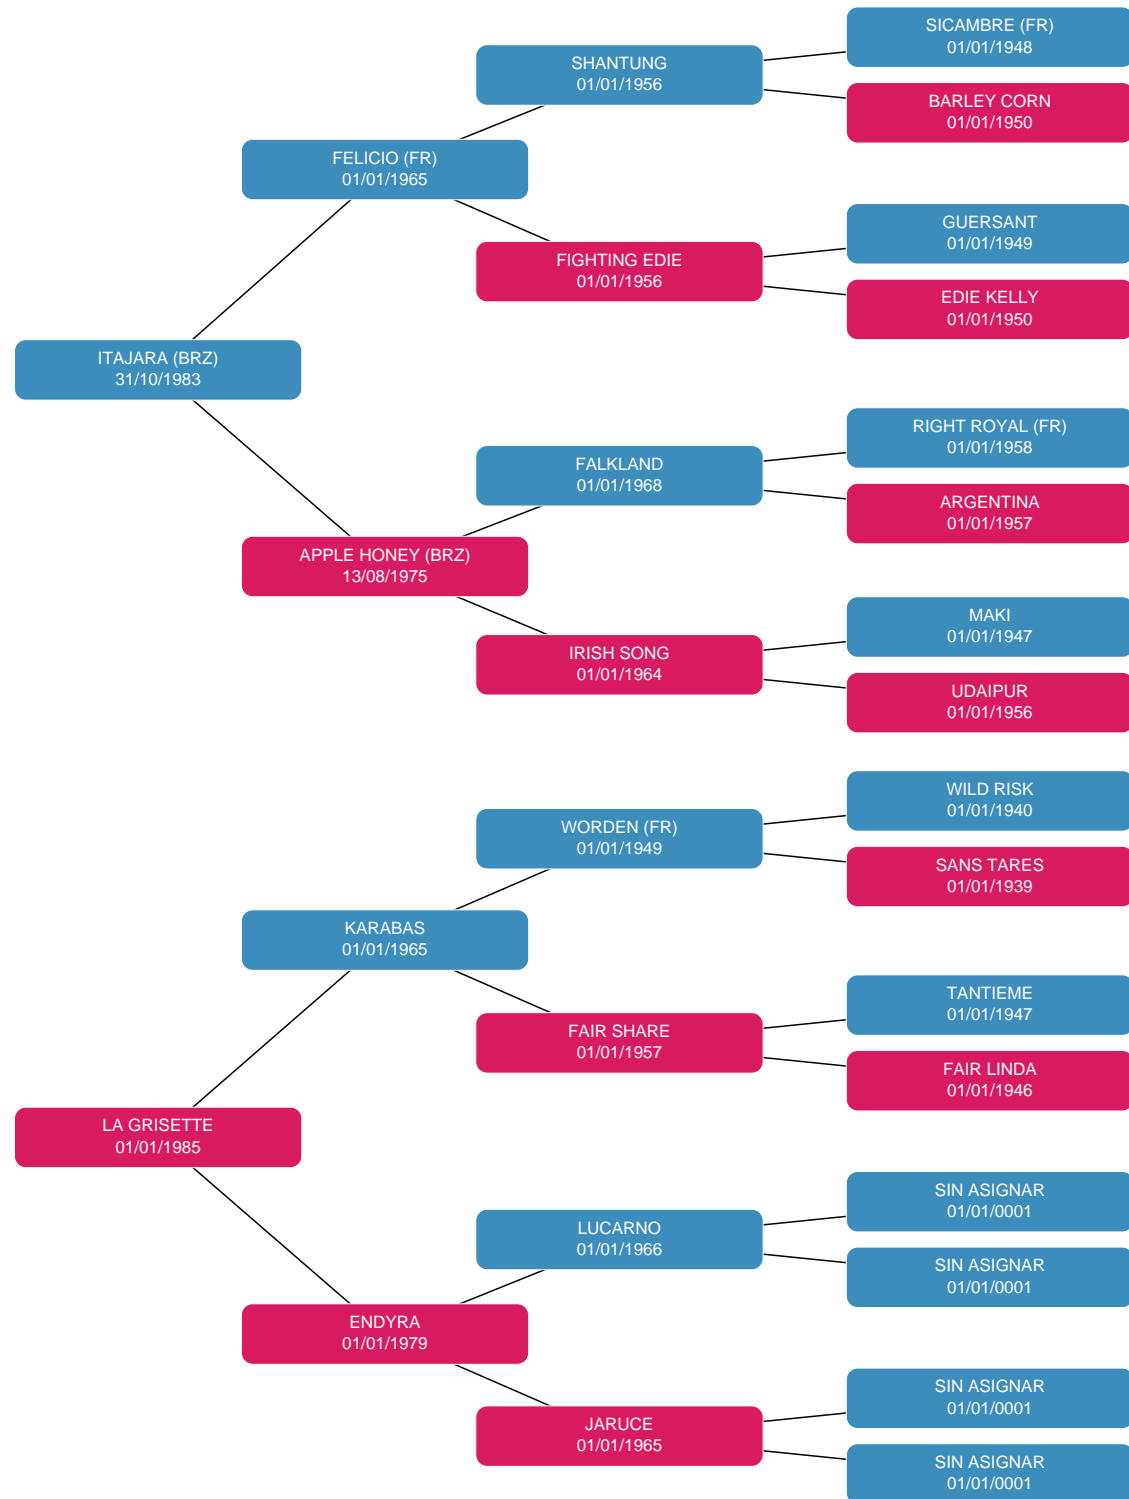 SICAMBRE (FR)
01/01/1948
SHANTUNG
01/01/1956
BARLEY CORN
01/01/1950
FELICIO (FR)
01/01/1965
GUERSANT
01/01/1949
FIGHTING EDIE
01/01/1956
EDIE KELLY
01/01/1950
ITAJARA (BRZ)
31/10/1983
RIGHT ROYAL (FR)
01/01/1958
FALKLAND
01/01/1968
ARGENTINA
01/01/1957
APPLE HONEY (BRZ)
13/08/1975
MAKI
01/01/1947
IRISH SONG
01/01/1964
UDAIPUR
01/01/1956
WILD RISK
01/01/1940
WORDEN (FR)
01/01/1949
SANS TARES
01/01/1939
KARABAS
01/01/1965
TANTIEME
01/01/1947
FAIR SHARE
01/01/1957
FAIR LINDA
01/01/1946
LA GRISETTE
01/01/1985
SIN ASIGNAR
01/01/0001
LUCARNO
01/01/1966
SIN ASIGNAR
01/01/0001
ENDYRA
01/01/1979
SIN ASIGNAR
01/01/0001
JARUCE
01/01/1965
SIN ASIGNAR
01/01/0001